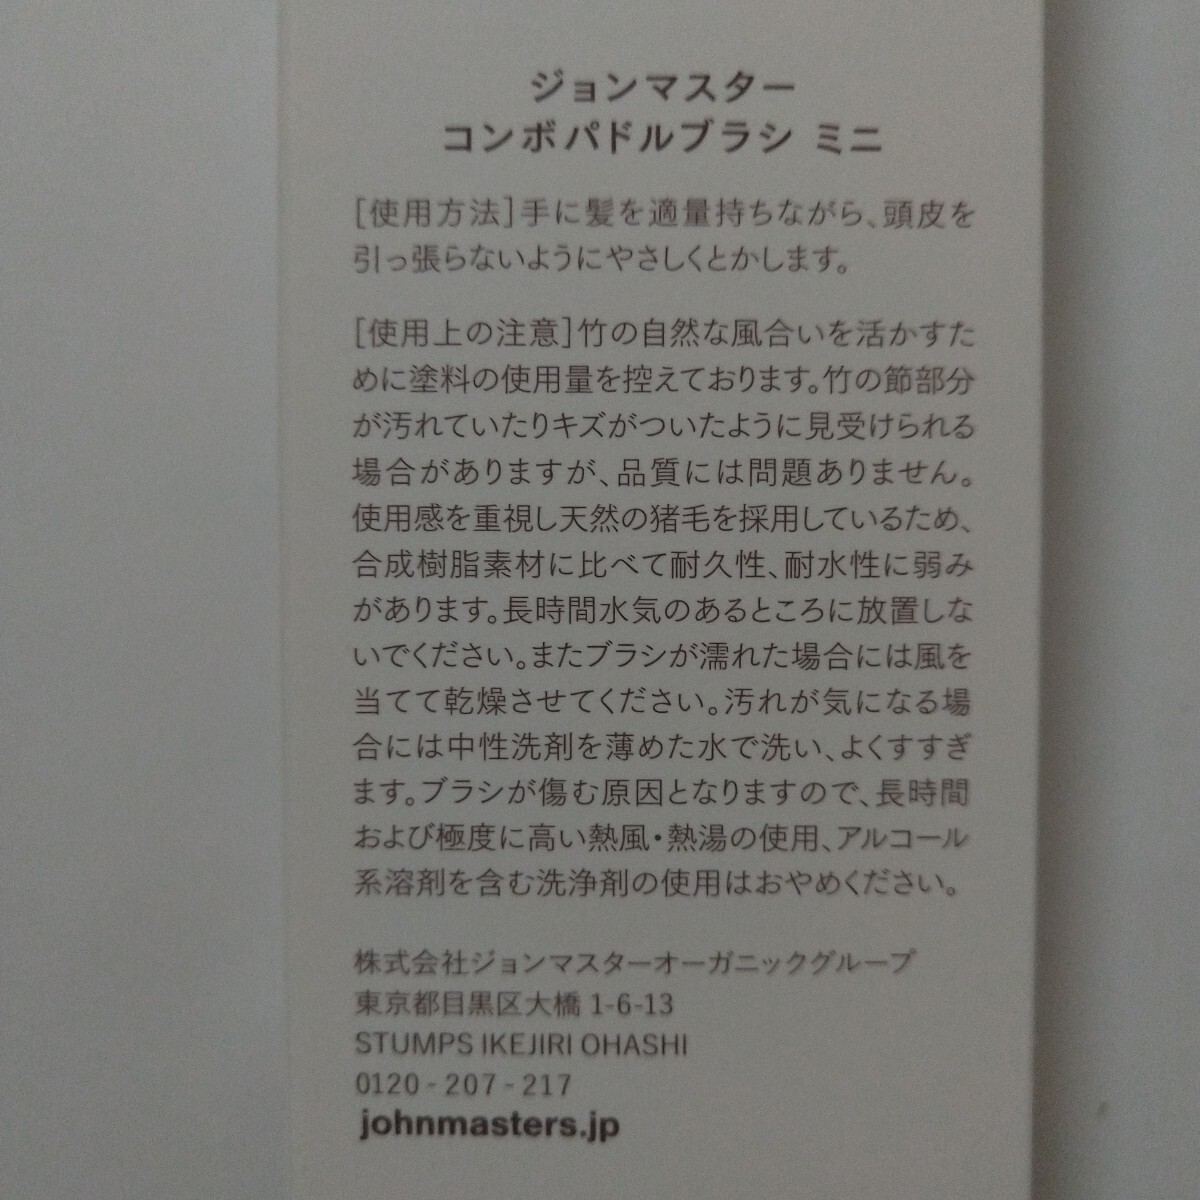 ジョンマスター
コンボパドルブラシ ミニ
[使用方法]手に髪を適量持ちながら、頭皮を
引っ張らないようにやさしくとかします。
[使用上の注意]竹の自然な風合いを活かすた
めに塗料の使用量を控えております。竹の節部分
が汚れていたりキズがついたように見受けられる
場合がありますが、品質には問題ありません。
使用感を重視し天然の猪毛を採用しているため、
合成樹脂素材に比べて耐久性、耐水性に弱み
があります。長時間水気のあるところに放置しな
いでください。またブラシが濡れた場合には風を
当てて乾燥させてください。汚れが気になる場
合には中性洗剤を薄めた水で洗い、よくすすぎ
ます。ブラシが傷む原因となりますので、長時間
および極度に高い熱風・熱湯の使用、アルコール
系溶剤を含む洗浄剤の使用はおやめください。
株式会社ジョンマスターオーガニックグループ
東京都目黒区大橋 1-6-13
STUMPS IKEJIRI OHASHI
0120 - 207 - 217
johnmasters.jp